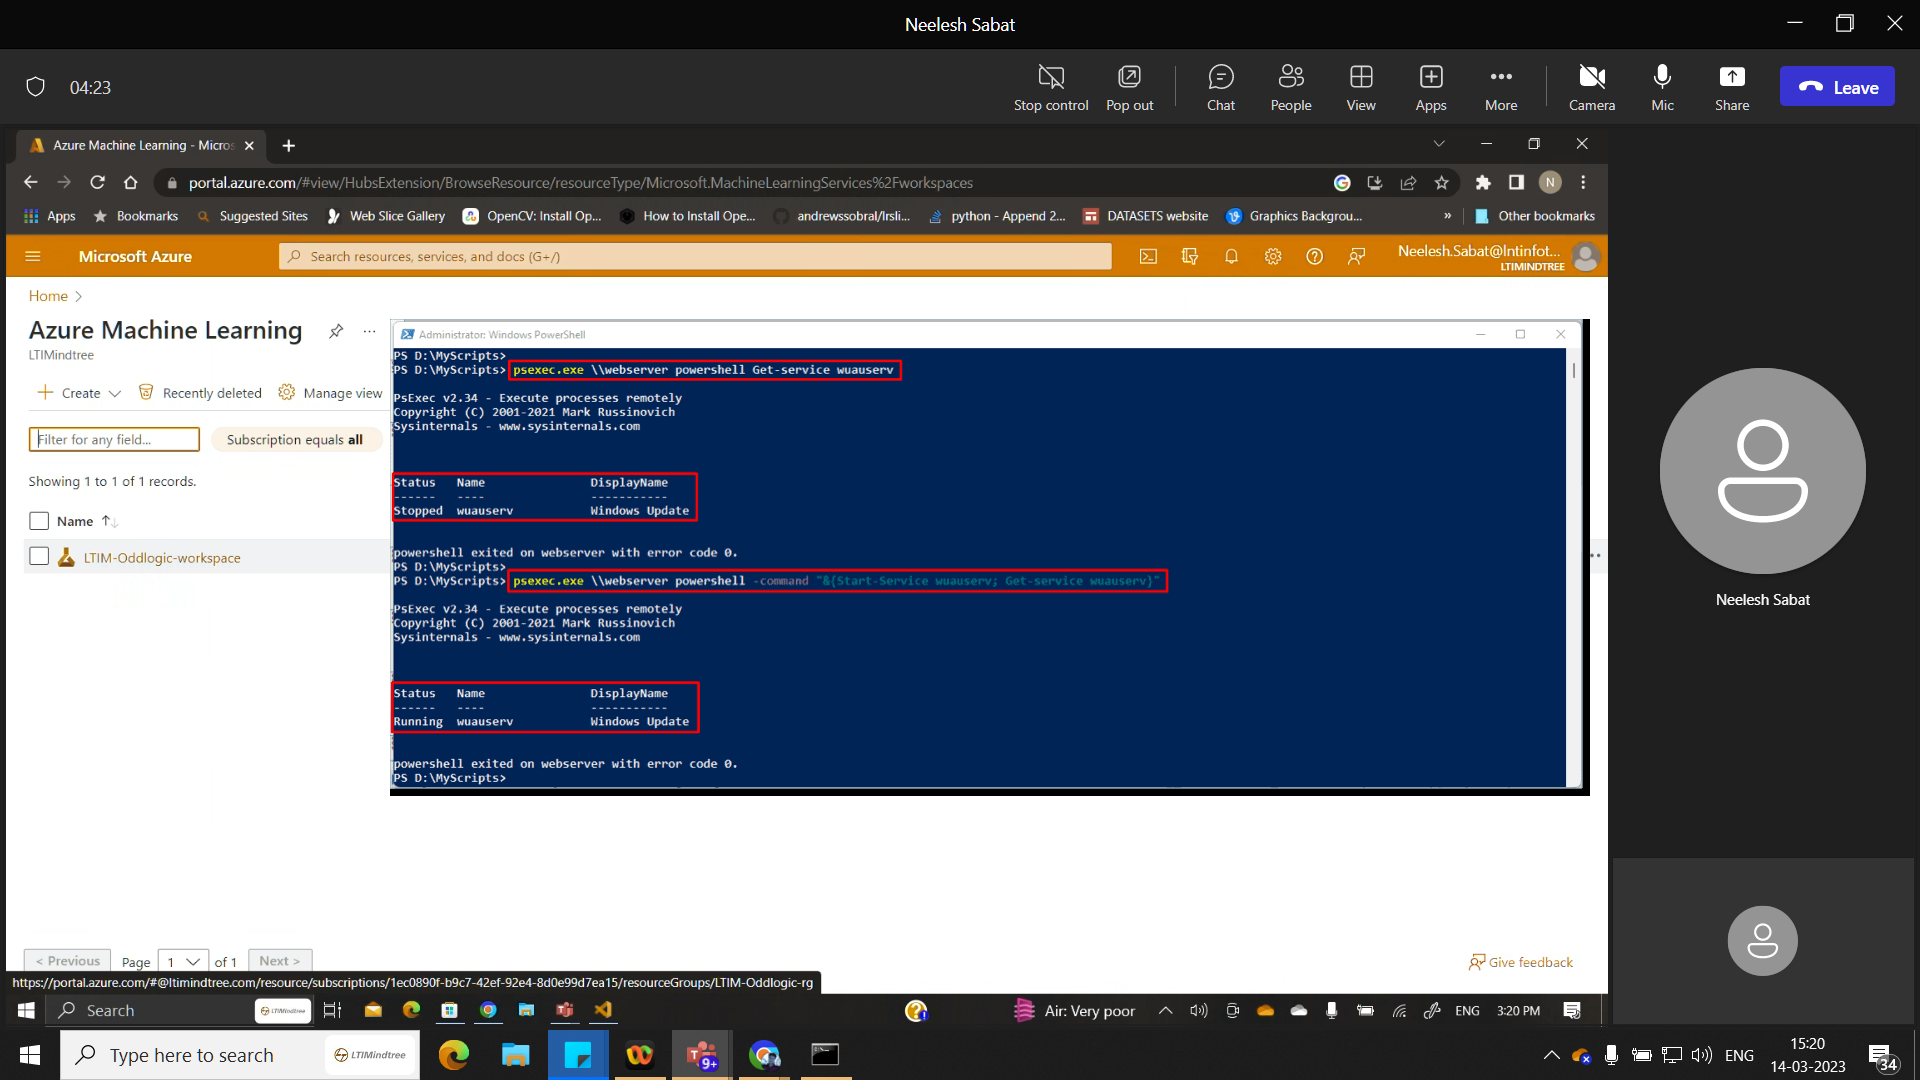 Neelesh Sabat
04:23
Stop control
Pop out
Chat
People
View
Apps
More
Camera
Mic
Share
Leave
Azure Machine Learning - Micros
portal.azure.com/#view/HubsExtension/BrowseResource/resourceType/Microsoft.MachineLearningServices%2Fworkspaces
N
Apps
Bookmarks
Suggested Sites
Web Slice Gallery
OpenCV: Install Op...
How to Install Ope...
andrewssobral/lrsli...
python - Append 2...
DATASETS website
Graphics Backgrou...
»
Other bookmarks
Microsoft Azure
Search resources, services, and docs (G+/)
Neelesh.Sabat@lntinfot...
LTIMINDTREE
Home >
Azure Machine Learning
LTIMindtree
Create
Recently deleted
Manage view
Filter for any field...
Subscription equals all
Showing 1 to 1 of 1 records.
Name
LTIM-Oddlogic-workspace
Administrator: Windows PowerShell
PS D:\MyScripts>
PS D:\MyScripts> psexec.exe \\webserver powershell Get-service wuauserv
PsExec v2.34 - Execute processes remotely
Copyright (C) 2001-2021 Mark Russinovich
Sysinternals - www.sysinternals.com
Status Name DisplayName
------ ---- -----------
Stopped wuauserv Windows Update
powershell exited on webserver with error code 0.
PS D:\MyScripts>
PS D:\MyScripts> psexec.exe \\webserver powershell -command "&{Start-Service wuauserv; Get-service wuauserv}"
PsExec v2.34 - Execute processes remotely
Copyright (C) 2001-2021 Mark Russinovich
Sysinternals - www.sysinternals.com
Status Name DisplayName
------ ---- -----------
Running wuauserv Windows Update
powershell exited on webserver with error code 0.
PS D:\MyScripts>
Neelesh Sabat
< Previous
Page 1 of 1
Next >
Give feedback
https://portal.azure.com/#@ltimindtree.com/resource/subscriptions/1ec0890f-b9c7-42ef-92e4-8d0e99d7ea15/resourceGroups/LTIM-Oddlogic-rg
Search
LTIMindtree
Air: Very poor
ENG
3:20 PM
Type here to search
LTIMindtree
9+
ENG
15:20
14-03-2023
34